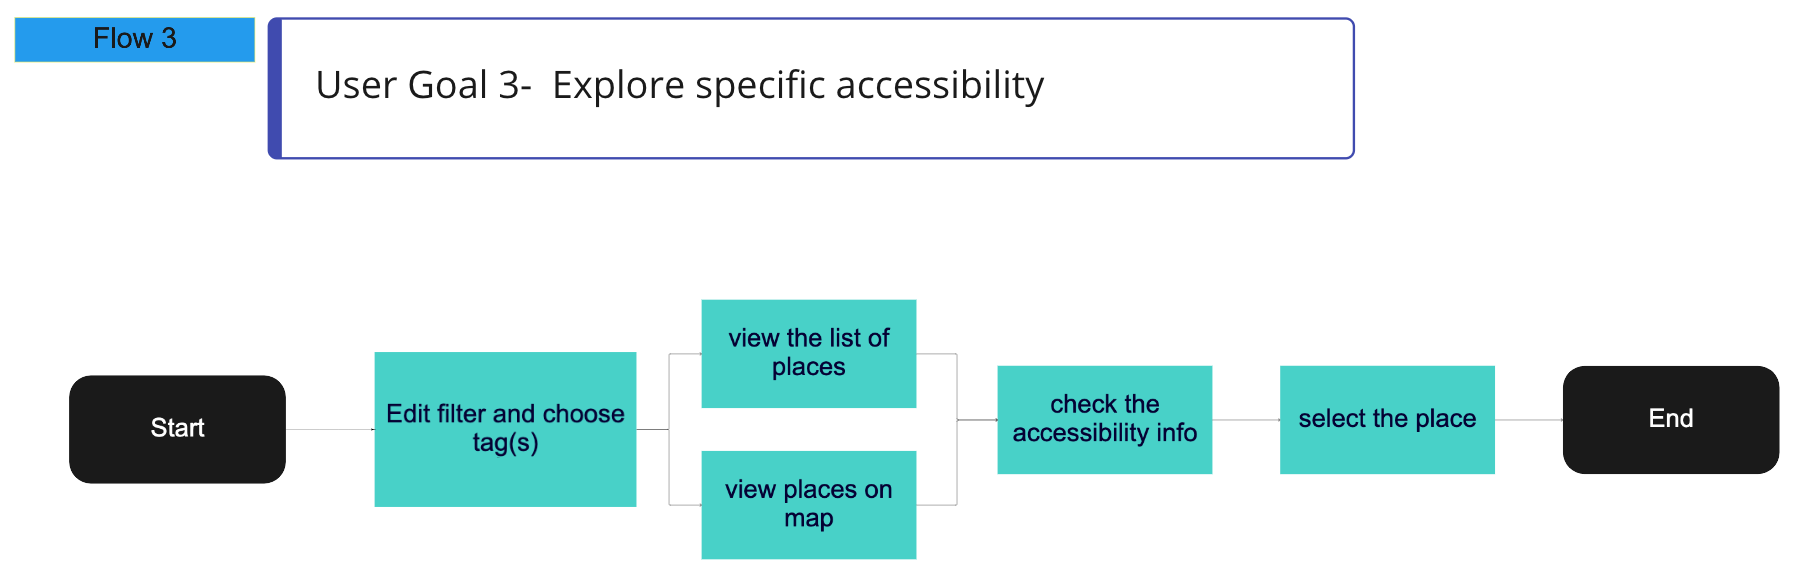 Flow 3
User Goal 3-  Explore specific accessibility
Start
Edit filter and choose
tag(s)
view the list of
places
view places on
map
check the
accessibility info
select the place
End